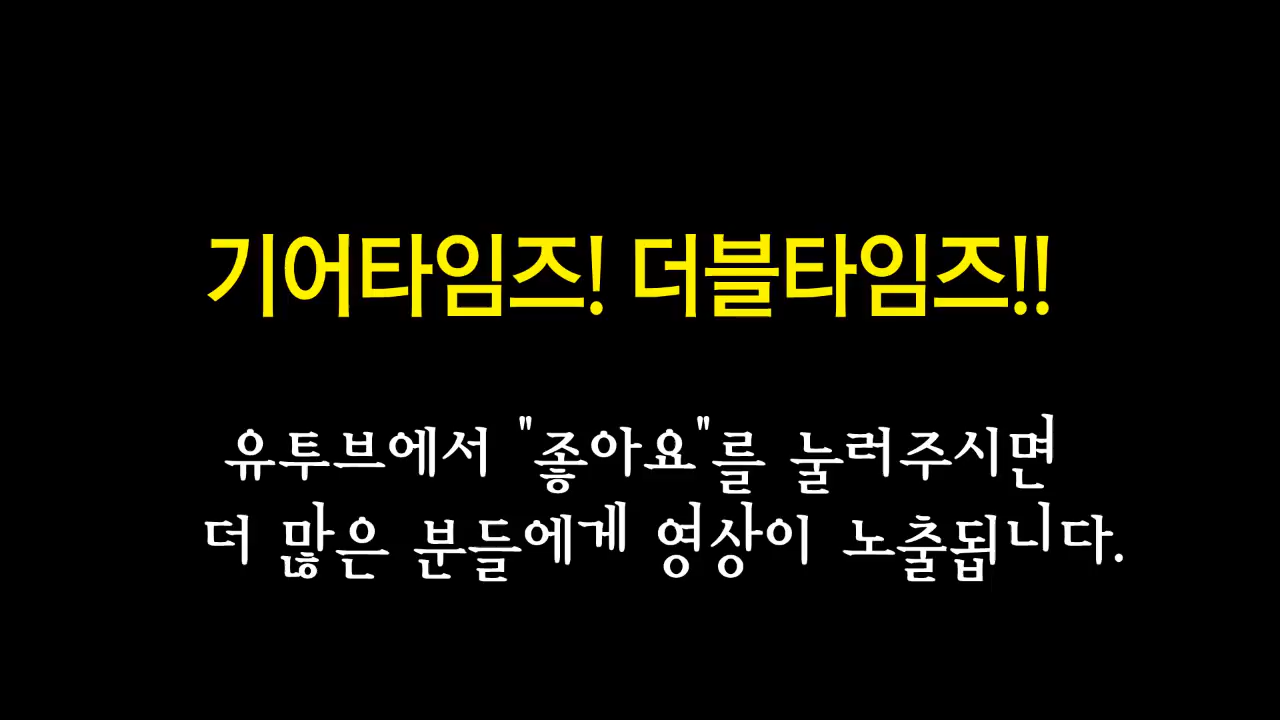 기어타임즈! 더블타임즈!!
유투브에서 "좋아요"를 눌러주시면
더 많은 분들에게 영상이 노출됩니다.